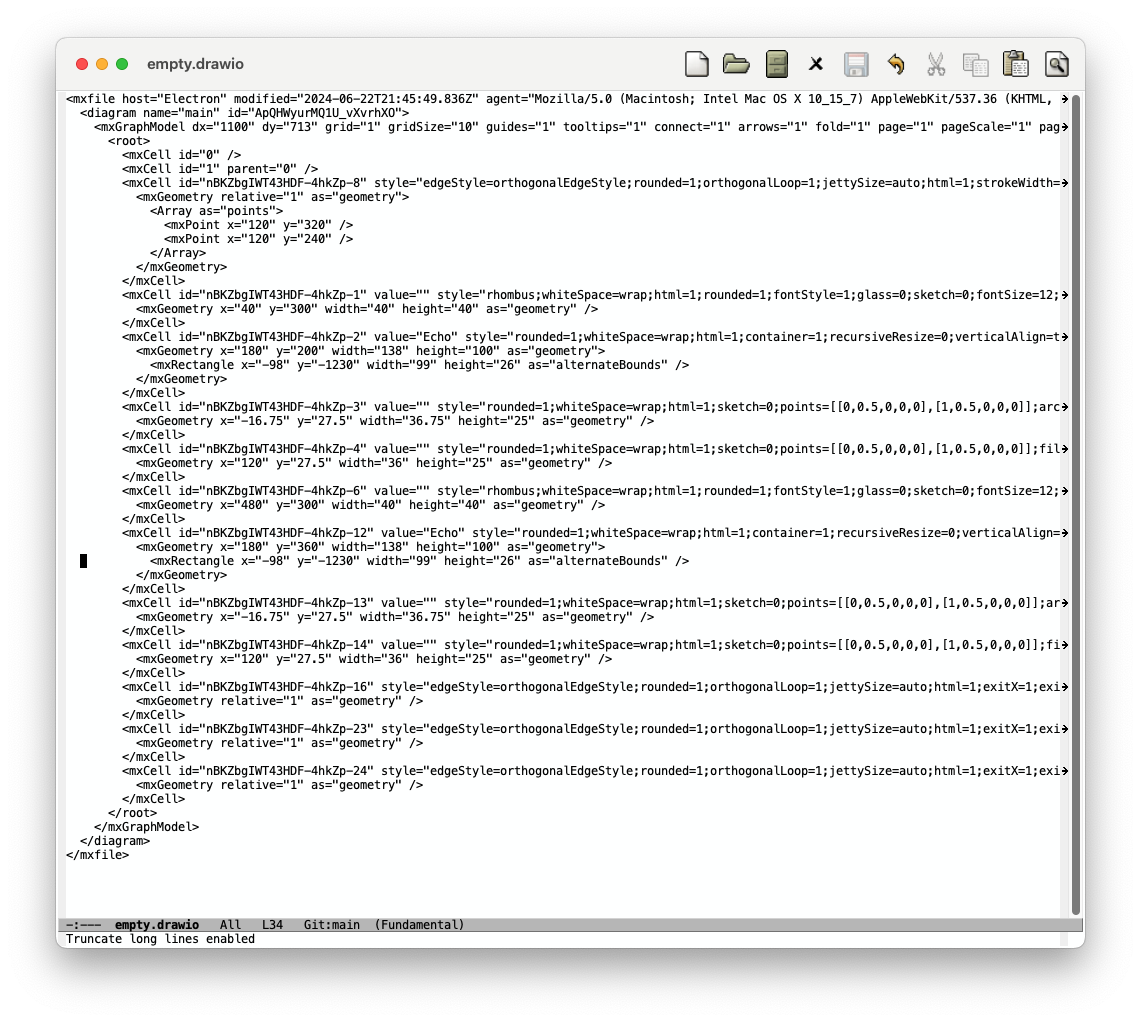 empty.drawio
<mxfile host="Electron" modified="2024-06-22T21:45:49.836Z" agent="Mozilla/5.0 (Macintosh; Intel Mac OS X 10_15_7) AppleWebKit/537.36 (KHTML,
  <diagram name="main" id="ApQHWyurMQ1U_vXvrhXO">
    <mxGraphModel dx="1100" dy="713" grid="1" gridSize="10" guides="1" tooltips="1" connect="1" arrows="1" fold="1" page="1" pageScale="1" pag
      <root>
        <mxCell id="0" />
        <mxCell id="1" parent="0" />
        <mxCell id="nBKZbgIWT43HDF-4hkZp-8" style="edgeStyle=orthogonalEdgeStyle;rounded=1;orthogonalLoop=1;jettySize=auto;html=1;strokeWidth=
          <mxGeometry relative="1" as="geometry">
            <Array as="points">
              <mxPoint x="120" y="320" />
              <mxPoint x="120" y="240" />
            </Array>
          </mxGeometry>
        </mxCell>
        <mxCell id="nBKZbgIWT43HDF-4hkZp-1" value="" style="rhombus;whiteSpace=wrap;html=1;rounded=1;fontStyle=1;glass=0;sketch=0;fontSize=12;
          <mxGeometry x="40" y="300" width="40" height="40" as="geometry" />
        </mxCell>
        <mxCell id="nBKZbgIWT43HDF-4hkZp-2" value="Echo" style="rounded=1;whiteSpace=wrap;html=1;container=1;recursiveResize=0;verticalAlign=t
          <mxGeometry x="180" y="200" width="138" height="100" as="geometry">
            <mxRectangle x="-98" y="-1230" width="99" height="26" as="alternateBounds" />
          </mxGeometry>
        </mxCell>
        <mxCell id="nBKZbgIWT43HDF-4hkZp-3" value="" style="rounded=1;whiteSpace=wrap;html=1;sketch=0;points=[[0,0.5,0,0,0],[1,0.5,0,0,0]];arc
          <mxGeometry x="-16.75" y="27.5" width="36.75" height="25" as="geometry" />
        </mxCell>
        <mxCell id="nBKZbgIWT43HDF-4hkZp-4" value="" style="rounded=1;whiteSpace=wrap;html=1;sketch=0;points=[[0,0.5,0,0,0],[1,0.5,0,0,0]];fil
          <mxGeometry x="120" y="27.5" width="36" height="25" as="geometry" />
        </mxCell>
        <mxCell id="nBKZbgIWT43HDF-4hkZp-6" value="" style="rhombus;whiteSpace=wrap;html=1;rounded=1;fontStyle=1;glass=0;sketch=0;fontSize=12;
          <mxGeometry x="480" y="300" width="40" height="40" as="geometry" />
        </mxCell>
        <mxCell id="nBKZbgIWT43HDF-4hkZp-12" value="Echo" style="rounded=1;whiteSpace=wrap;html=1;container=1;recursiveResize=0;verticalAlign=
          <mxGeometry x="180" y="360" width="138" height="100" as="geometry">
            <mxRectangle x="-98" y="-1230" width="99" height="26" as="alternateBounds" />
          </mxGeometry>
        </mxCell>
        <mxCell id="nBKZbgIWT43HDF-4hkZp-13" value="" style="rounded=1;whiteSpace=wrap;html=1;sketch=0;points=[[0,0.5,0,0,0],[1,0.5,0,0,0]];ar
          <mxGeometry x="-16.75" y="27.5" width="36.75" height="25" as="geometry" />
        </mxCell>
        <mxCell id="nBKZbgIWT43HDF-4hkZp-14" value="" style="rounded=1;whiteSpace=wrap;html=1;sketch=0;points=[[0,0.5,0,0,0],[1,0.5,0,0,0]];fi
          <mxGeometry x="120" y="27.5" width="36" height="25" as="geometry" />
        </mxCell>
        <mxCell id="nBKZbgIWT43HDF-4hkZp-16" style="edgeStyle=orthogonalEdgeStyle;rounded=1;orthogonalLoop=1;jettySize=auto;html=1;exitX=1;exi
          <mxGeometry relative="1" as="geometry" />
        </mxCell>
        <mxCell id="nBKZbgIWT43HDF-4hkZp-23" style="edgeStyle=orthogonalEdgeStyle;rounded=1;orthogonalLoop=1;jettySize=auto;html=1;exitX=1;exi
          <mxGeometry relative="1" as="geometry" />
        </mxCell>
        <mxCell id="nBKZbgIWT43HDF-4hkZp-24" style="edgeStyle=orthogonalEdgeStyle;rounded=1;orthogonalLoop=1;jettySize=auto;html=1;exitX=1;exi
          <mxGeometry relative="1" as="geometry" />
        </mxCell>
      </root>
    </mxGraphModel>
  </diagram>
</mxfile>
-:---  empty.drawio   All   L34   Git:main  (Fundamental)
Truncate long lines enabled